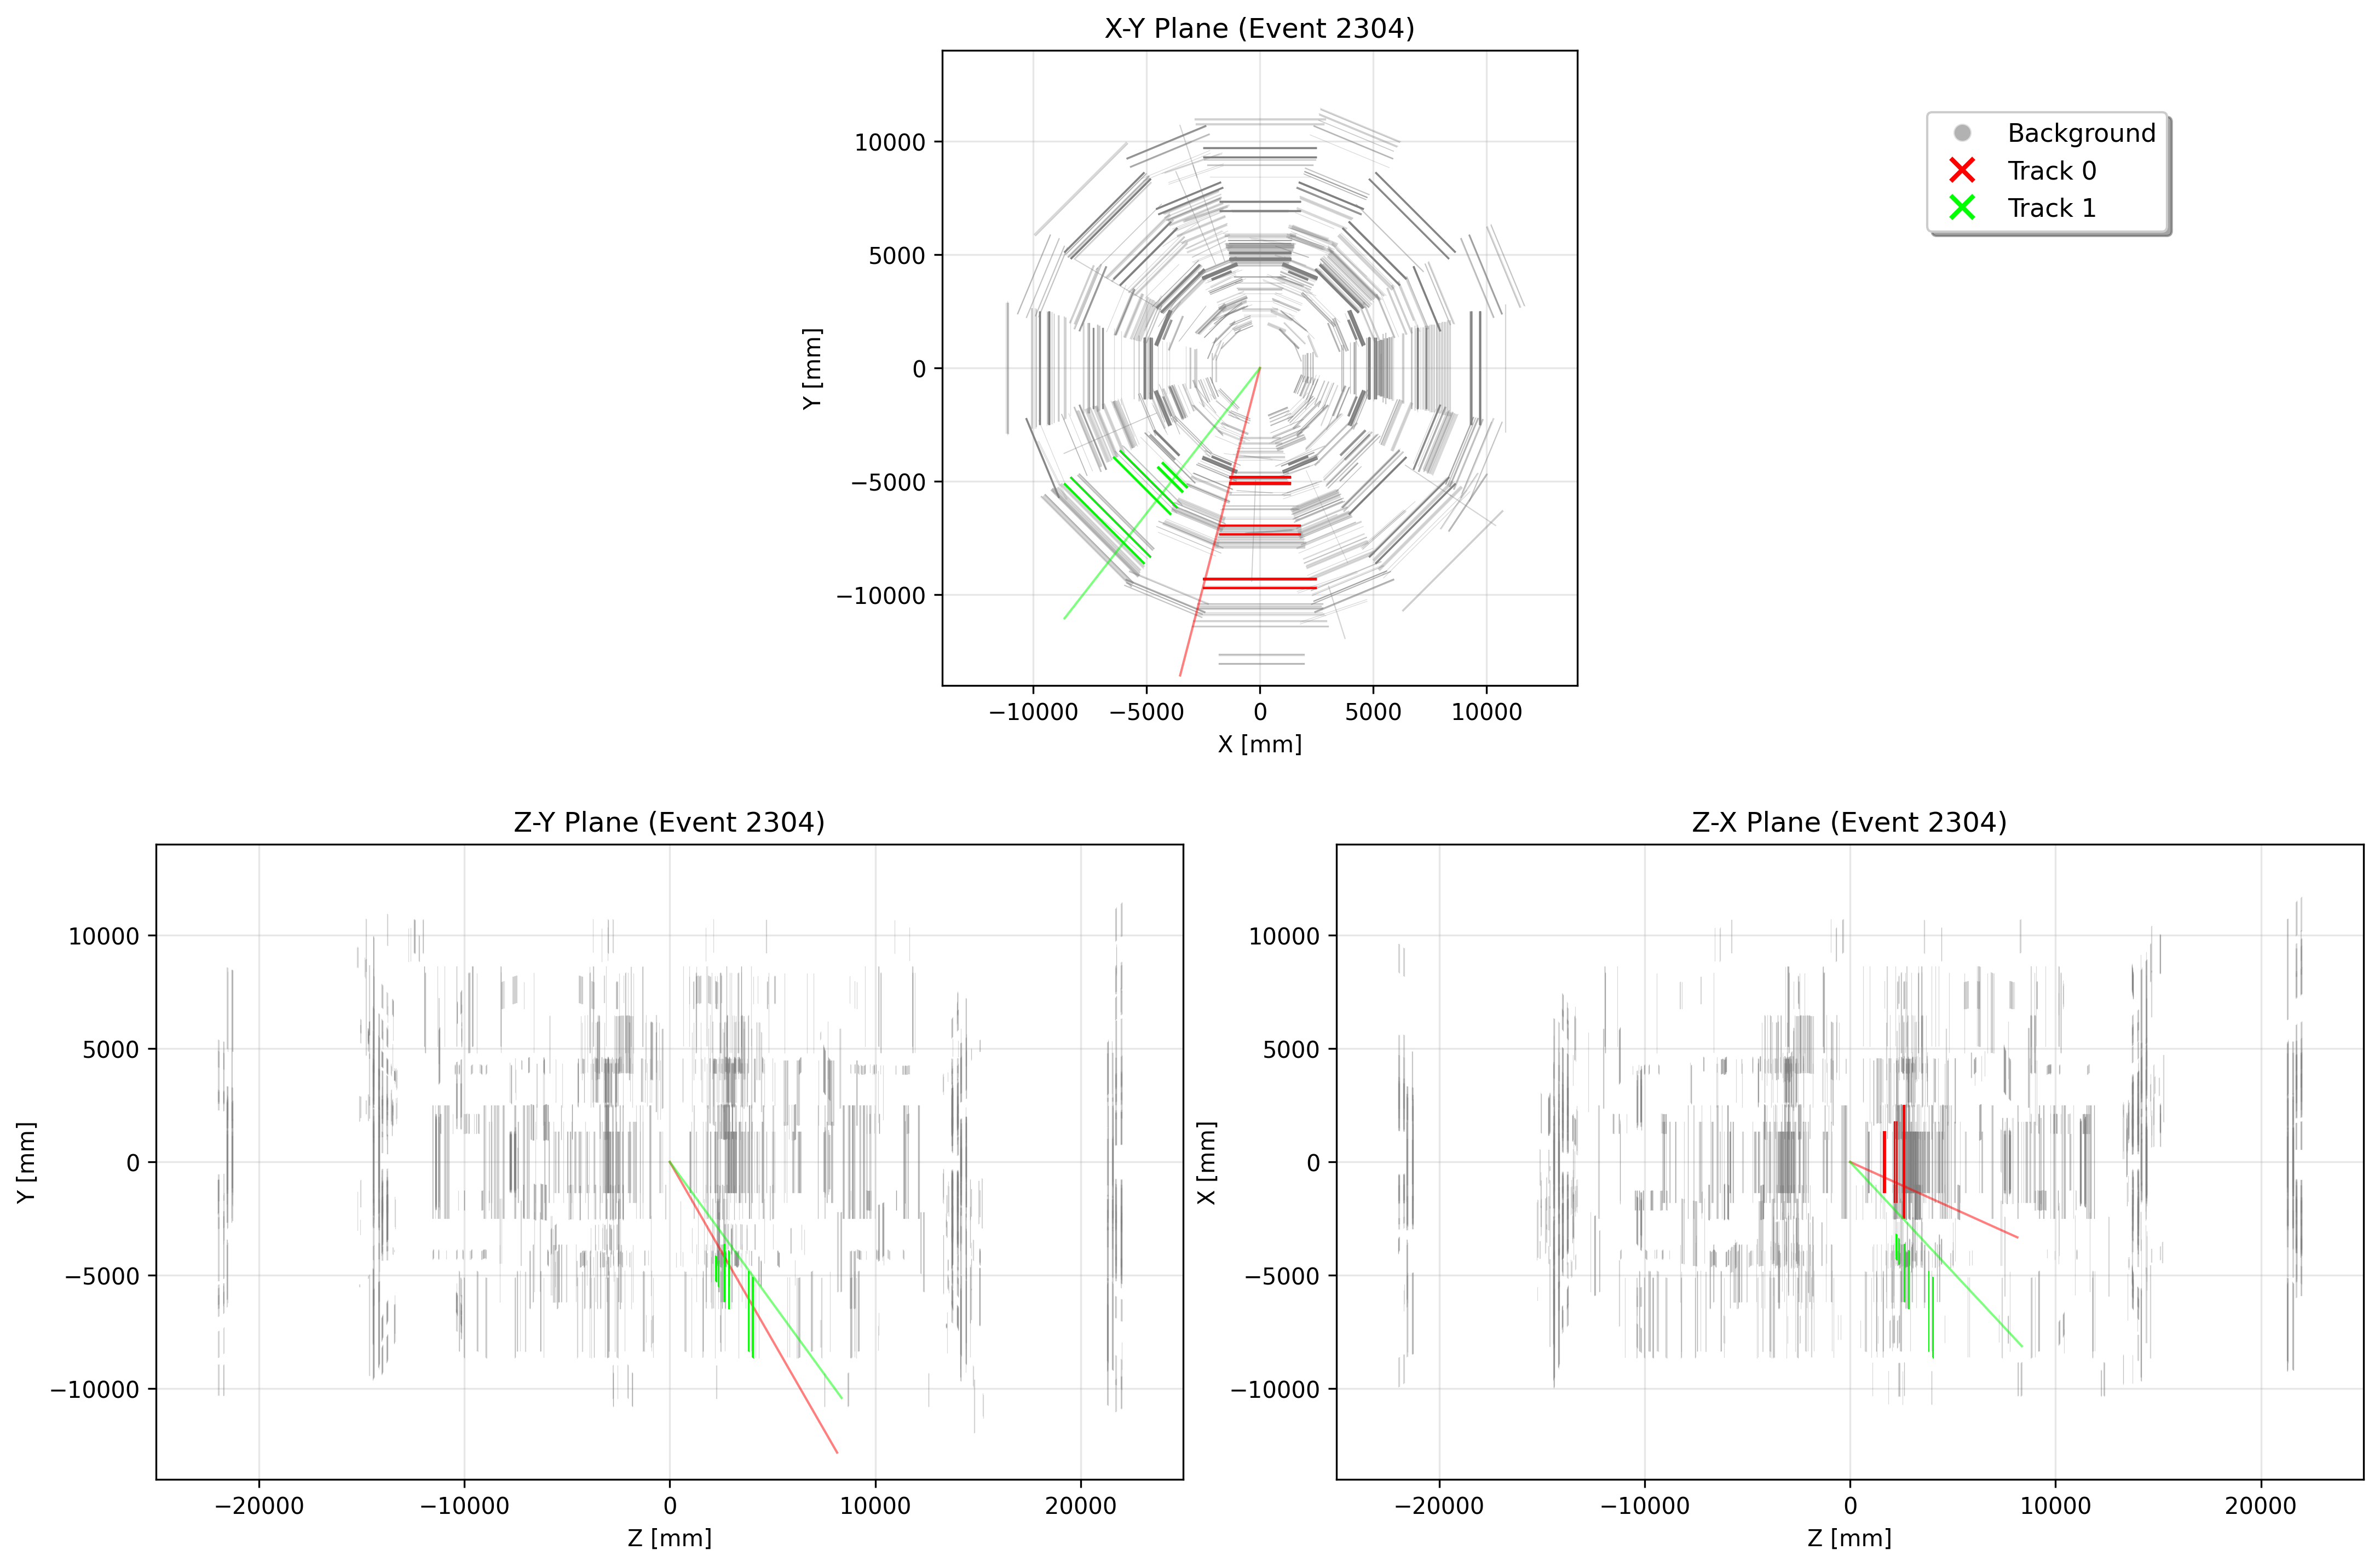 X-Y Plane (Event 2304)
Background
Track 0
Track 1
10000
5000
0
−5000
−10000
Y [mm]
−10000 −5000 0 5000 10000
X [mm]
Z-Y Plane (Event 2304)
10000
5000
0
−5000
−10000
Y [mm]
−20000 −10000 0 10000 20000
Z [mm]
Z-X Plane (Event 2304)
10000
5000
0
−5000
−10000
X [mm]
−20000 −10000 0 10000 20000
Z [mm]